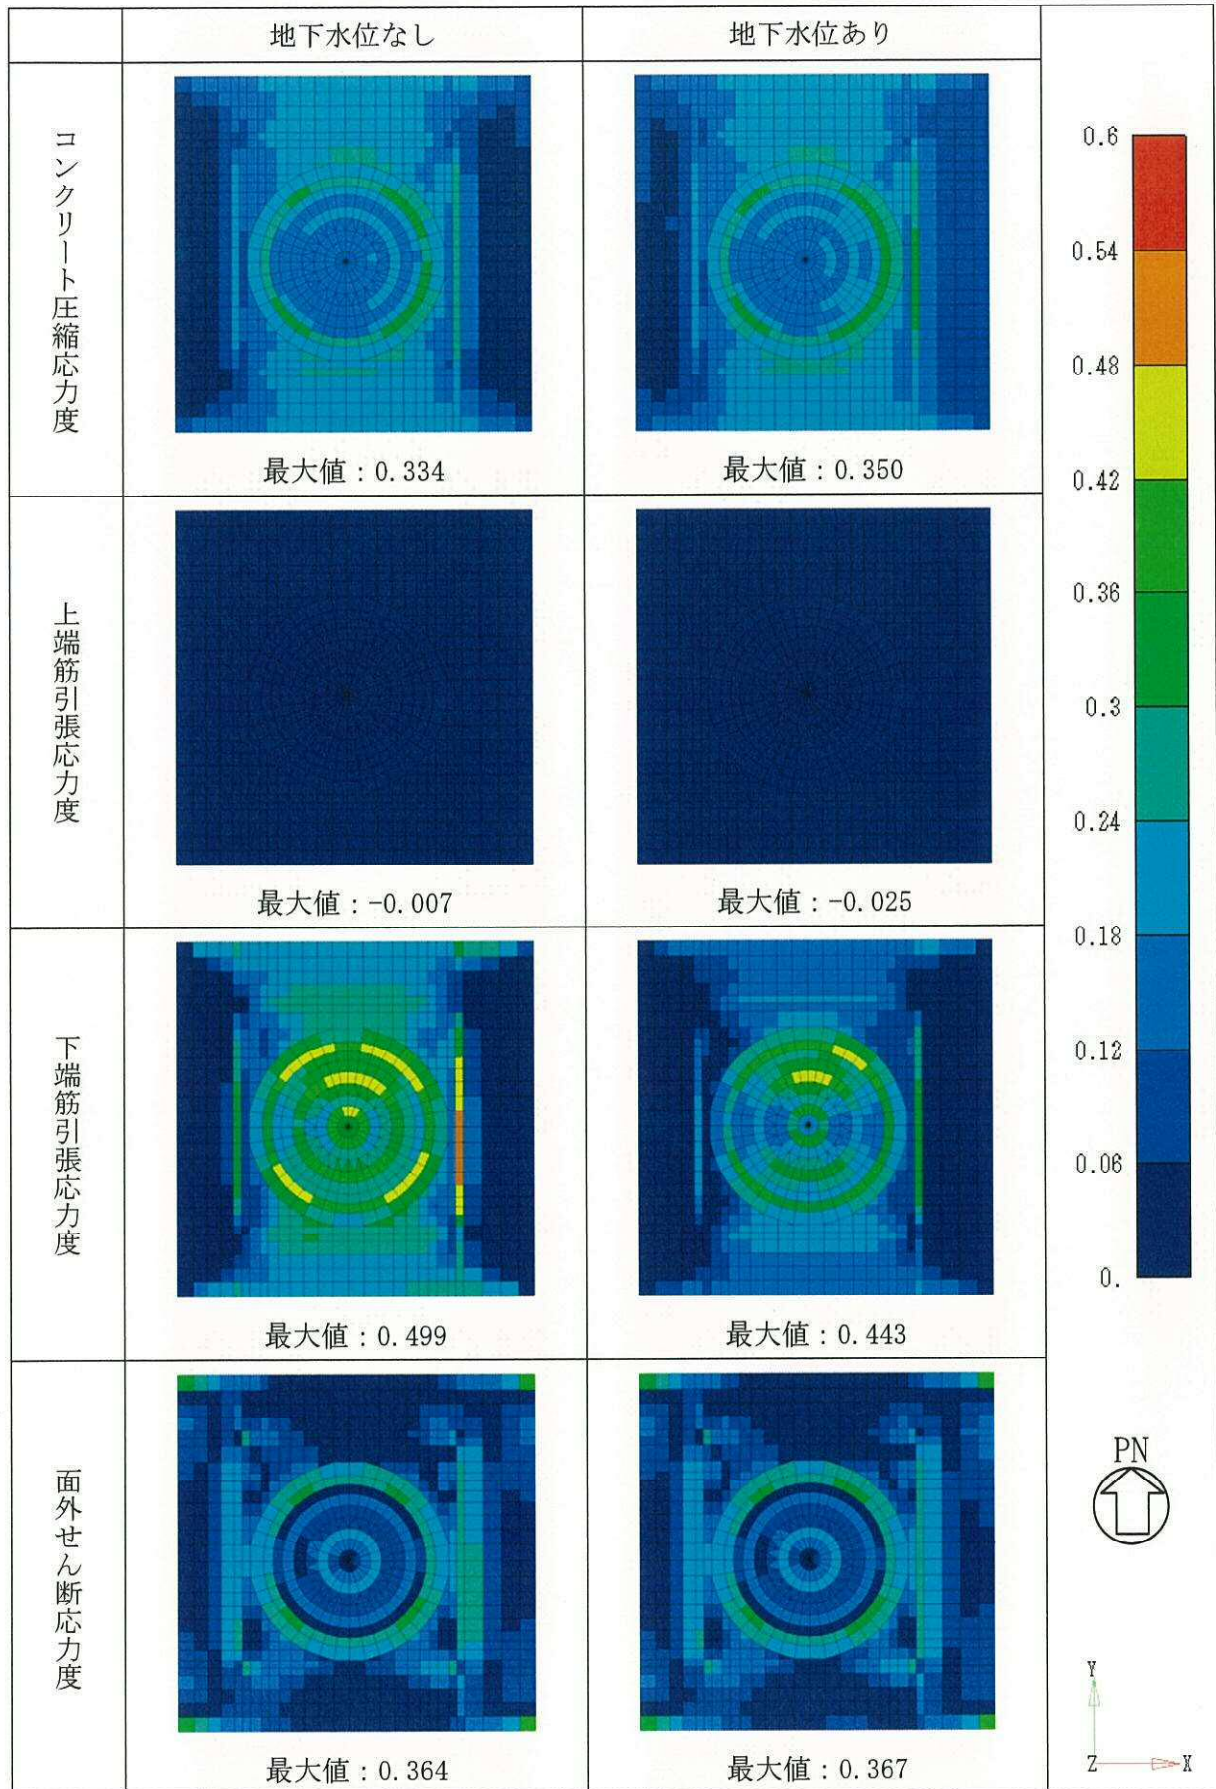 地下水位なし
地下水位あり
コンクリート圧縮応力度
最大値：0.334
最大値：0.350
上端筋引張応力度
最大値：-0.007
最大値：-0.025
下端筋引張応力度
最大値：0.499
最大値：0.443
面外せん断応力度
最大値：0.364
最大値：0.367
0.6
0.54
0.48
0.42
0.36
0.3
0.24
0.18
0.12
0.06
0.
PN
Y
Z
X